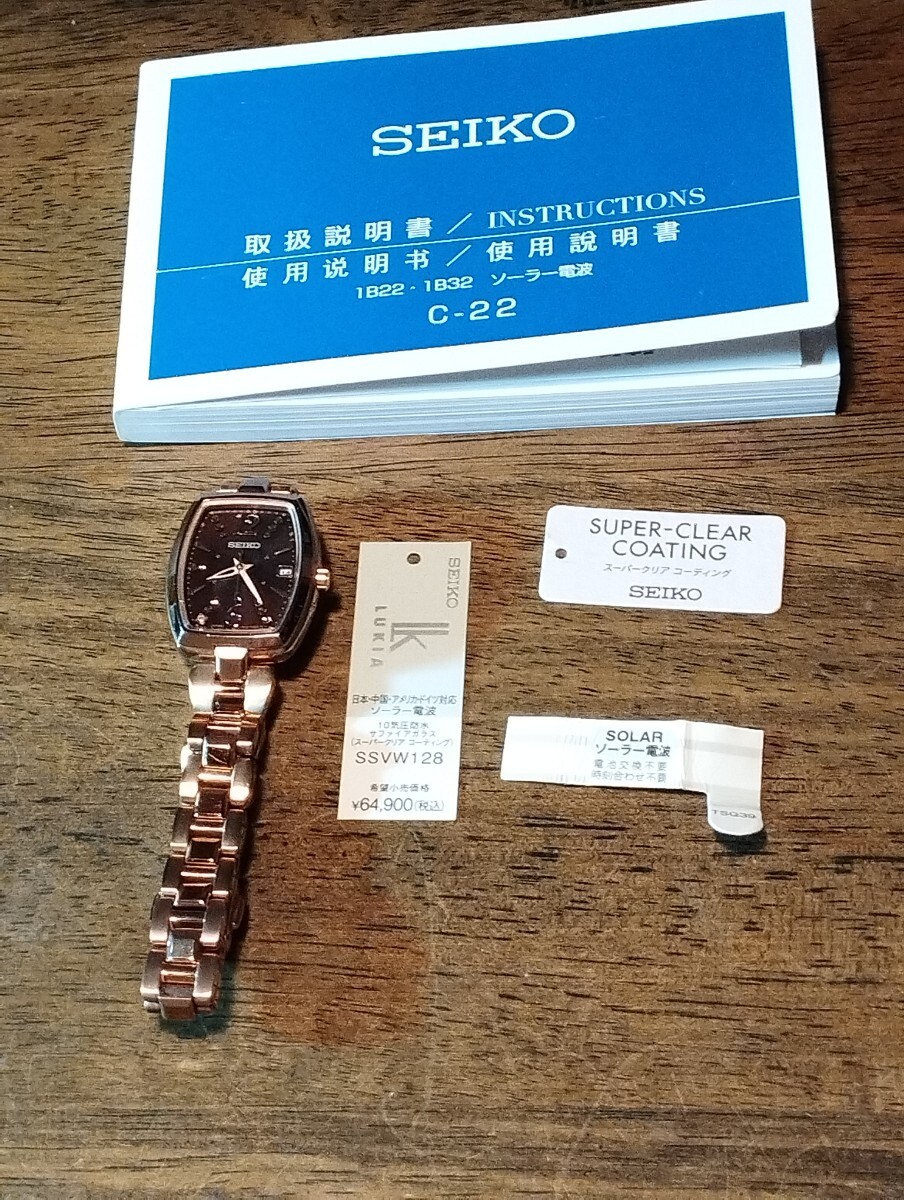 SEIKO
取扱説明書 / INSTRUCTIONS
使用说明书 / 使用說明書
1B22・1B32 ソーラー電波
C-22
SEIKO
SEIKO
LK
LUKIA
日本・中国・アメリカ・ドイツ対応
ソーラー電波
10気圧防水
サファイアガラス
(スーパークリア コーティング)
SSVW128
希望小売価格
¥64,900(税込)
SUPER-CLEAR
COATING
スーパークリア コーティング
SEIKO
SOLAR
ソーラー電波
電池交換不要
時刻合わせ不要
TSQ39